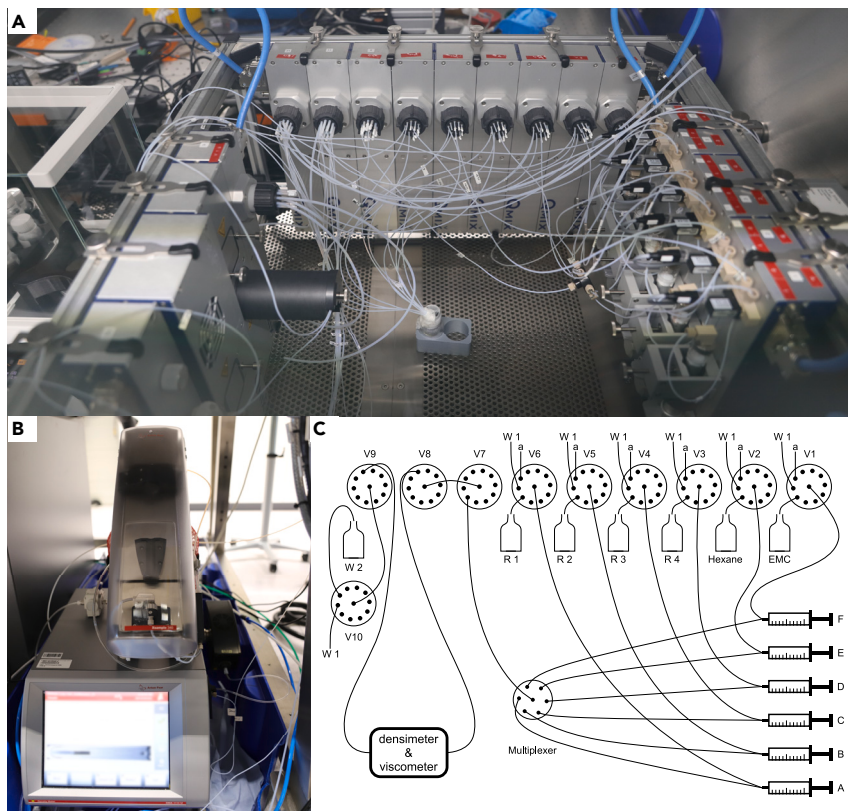 A
B
C
W 1 W 1 W 1 W 1 W 1 W 1
V9 V8 V7 a V6 a V5 a V4 a V3 a V2 a V1
W 2 R 1 R 2 R 3 R 4 Hexane EMC
V10
W 1
F
E
D
C
B
A
Multiplexer
densimeter
&
viscometer